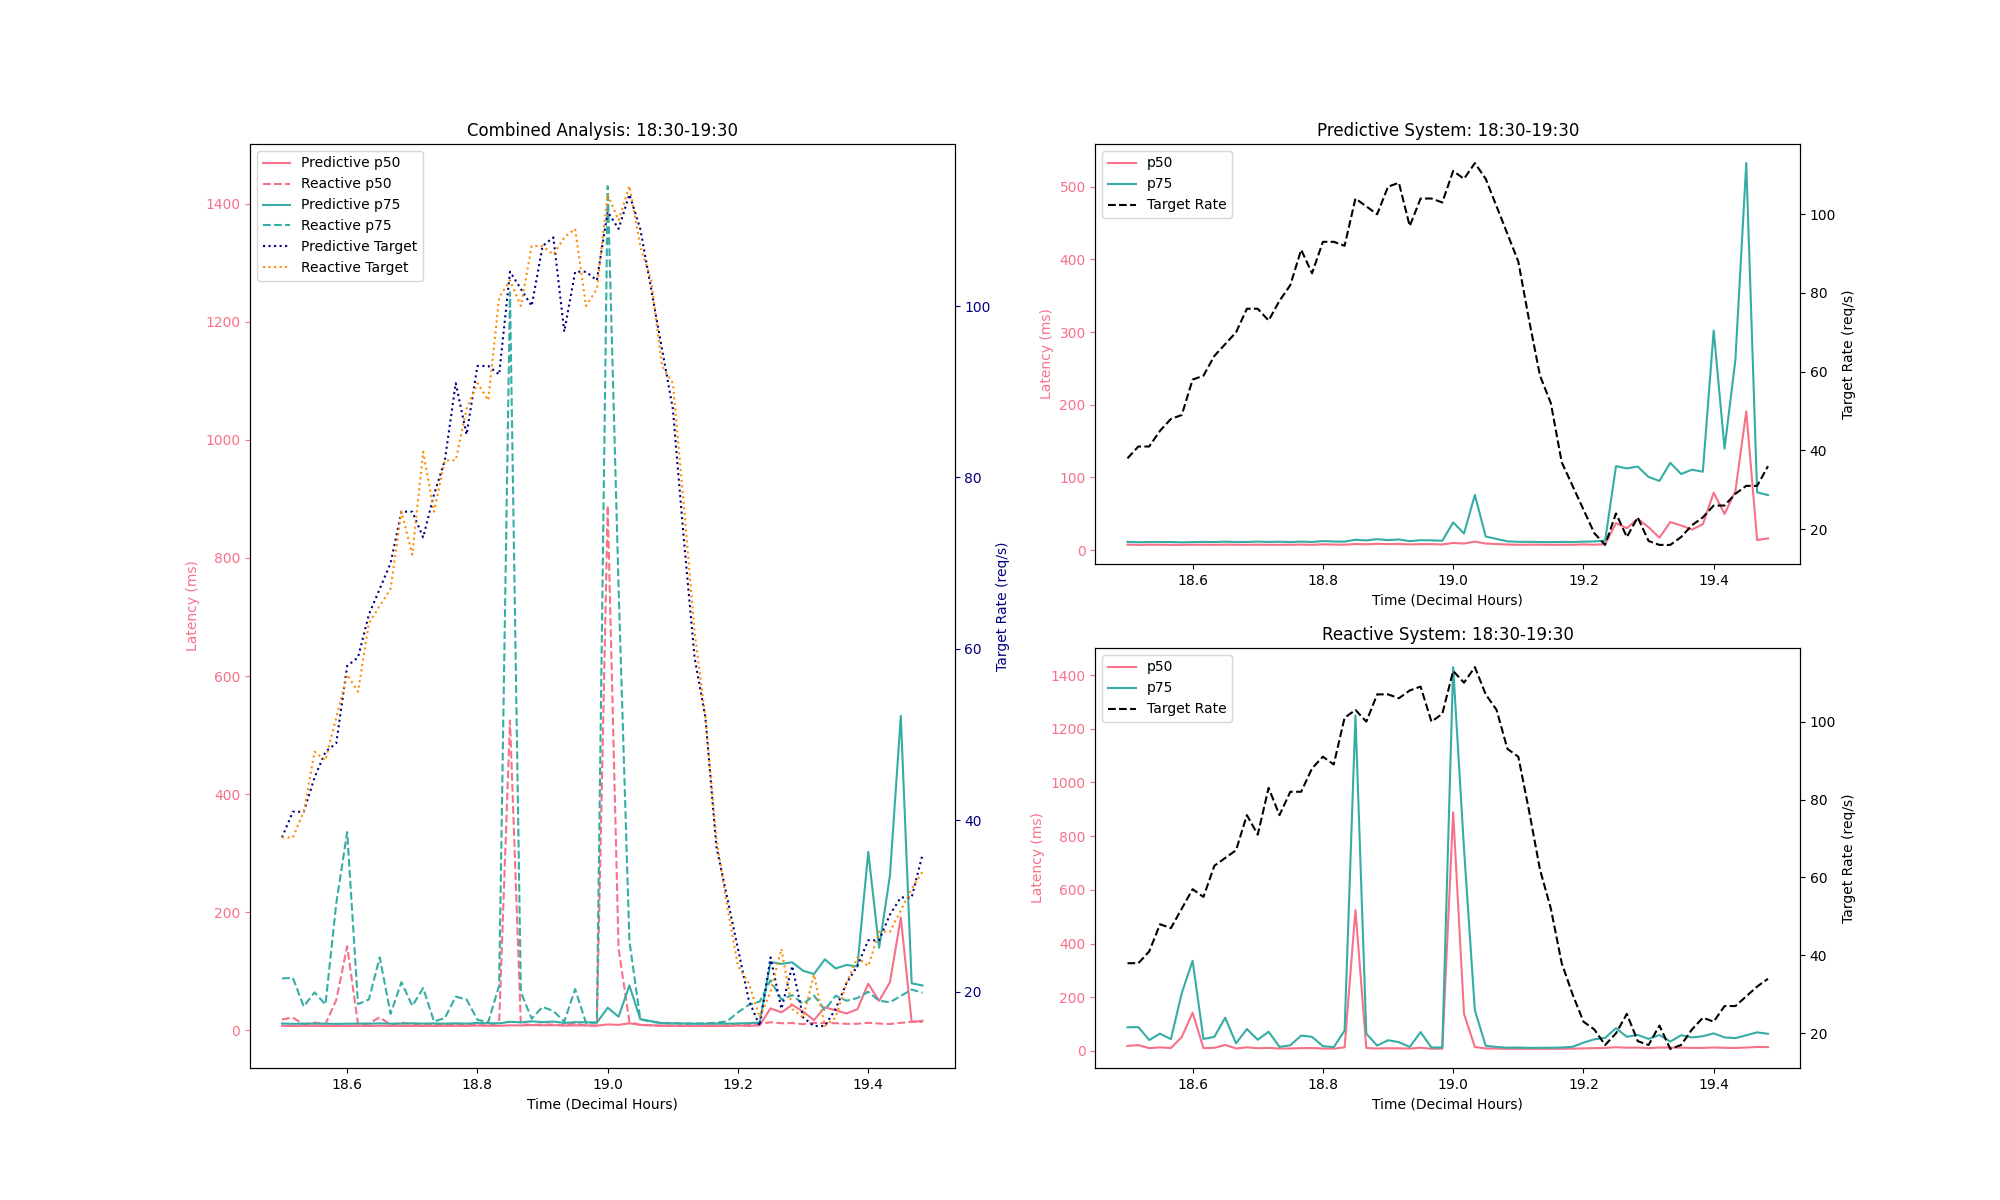 Combined Analysis: 18:30-19:30
Predictive p50
Reactive p50
Predictive p75
Reactive p75
Predictive Target
Reactive Target
1400
1200
1000
800
600
400
200
0
Latency (ms)
100
80
60
40
20
Target Rate (req/s)
18.6 18.8 19.0 19.2 19.4
Time (Decimal Hours)
Predictive System: 18:30-19:30
p50
p75
Target Rate
500
400
300
200
100
0
Latency (ms)
100
80
60
40
20
Target Rate (req/s)
18.6 18.8 19.0 19.2 19.4
Time (Decimal Hours)
Reactive System: 18:30-19:30
p50
p75
Target Rate
1400
1200
1000
800
600
400
200
0
Latency (ms)
100
80
60
40
20
Target Rate (req/s)
18.6 18.8 19.0 19.2 19.4
Time (Decimal Hours)